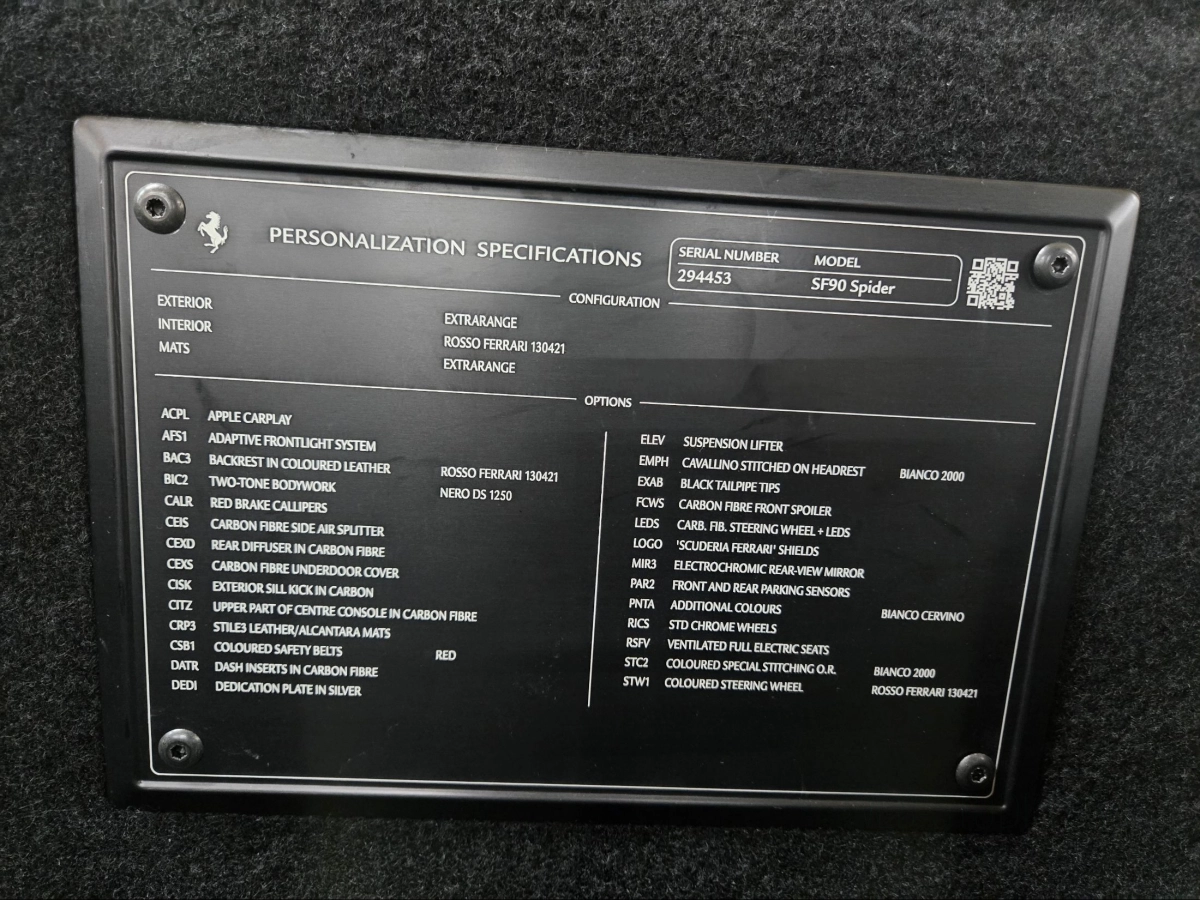 PERSONALIZATION SPECIFICATIONS
SERIAL NUMBER MODEL
294453 SF90 Spider
CONFIGURATION
EXTERIOR EXTRARANGE
INTERIOR ROSSO FERRARI 130421
MATS EXTRARANGE
OPTIONS
ACPL APPLE CARPLAY
AFS1 ADAPTIVE FRONTLIGHT SYSTEM
BAC3 BACKREST IN COLOURED LEATHER ROSSO FERRARI 130421
BIC2 TWO-TONE BODYWORK NERO DS 1250
CALR RED BRAKE CALLIPERS
CEIS CARBON FIBRE SIDE AIR SPLITTER
CEXD REAR DIFFUSER IN CARBON FIBRE
CEXS CARBON FIBRE UNDERDOOR COVER
CISK EXTERIOR SILL KICK IN CARBON
CITZ UPPER PART OF CENTRE CONSOLE IN CARBON FIBRE
CRP3 STILE3 LEATHER/ALCANTARA MATS
CSB1 COLOURED SAFETY BELTS RED
DATR DASH INSERTS IN CARBON FIBRE
DEDI DEDICATION PLATE IN SILVER
ELEV SUSPENSION LIFTER
EMPH CAVALLINO STITCHED ON HEADREST BIANCO 2000
EXAB BLACK TAILPIPE TIPS
FCWS CARBON FIBRE FRONT SPOILER
LEDS CARB. FIB. STEERING WHEEL + LEDS
LOGO 'SCUDERIA FERRARI' SHIELDS
MIR3 ELECTROCHROMIC REAR-VIEW MIRROR
PAR2 FRONT AND REAR PARKING SENSORS
PNTA ADDITIONAL COLOURS BIANCO CERVINO
RICS STD CHROME WHEELS
RSFV VENTILATED FULL ELECTRIC SEATS
STC2 COLOURED SPECIAL STITCHING O.R. BIANCO 2000
STW1 COLOURED STEERING WHEEL ROSSO FERRARI 130421